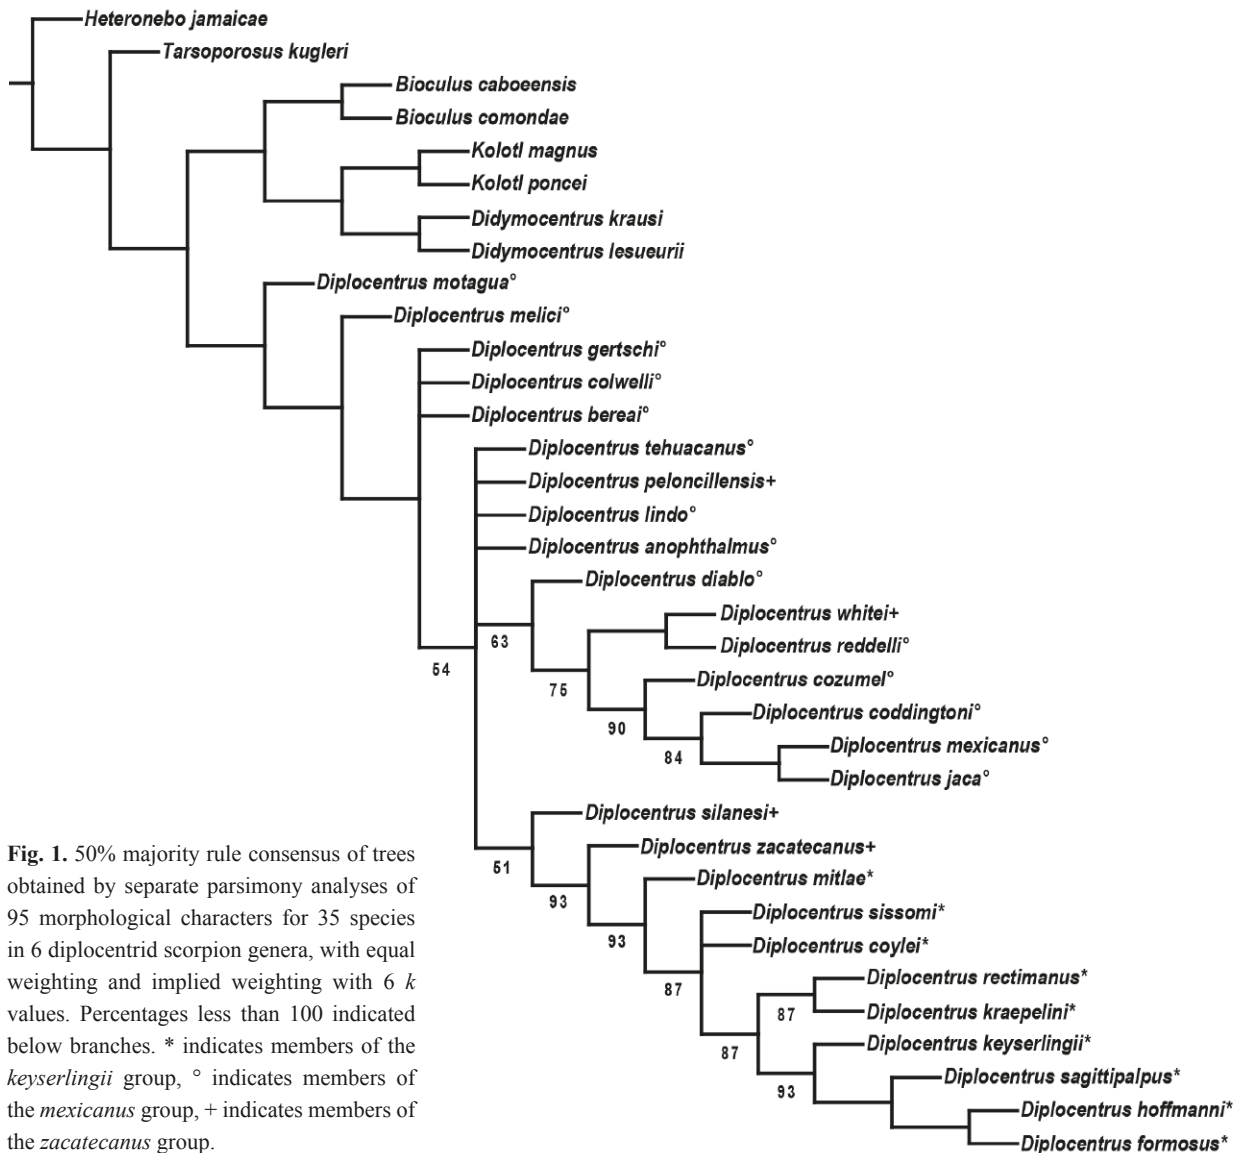 Heteronebo jamaicae
Tarsoporosus kugleri
Bioculus caboeensis
Bioculus comondae
Kolotl magnus
Kolotl poncei
Didymocentrus krausi
Didymocentrus lesueurii
Diplocentrus motagua°
Diplocentrus melici°
Diplocentrus gertschi°
Diplocentrus colwelli°
Diplocentrus bereai°
Diplocentrus tehuacanus°
Diplocentrus peloncillensis+
Diplocentrus lindo°
Diplocentrus anophthalmus°
Diplocentrus diablo°
Diplocentrus whitei+
63
Diplocentrus reddelli°
54
Diplocentrus cozumel°
75
Diplocentrus coddingtoni°
90
Diplocentrus mexicanus°
84
Diplocentrus jaca°
Diplocentrus silanesi+
Diplocentrus zacatecanus+
51
Diplocentrus mitlae*
93
Diplocentrus sissomi*
93
Diplocentrus coylei*
Diplocentrus rectimanus*
87
Diplocentrus kraepelini*
87
Diplocentrus keyserlingii*
87
Diplocentrus sagittipalpus*
93
Diplocentrus hoffmanni*
Diplocentrus formosus*
Fig. 1. 50% majority rule consensus of trees
obtained by separate parsimony analyses of
95 morphological characters for 35 species
in 6 diplocentrid scorpion genera, with equal
weighting and implied weighting with 6 k
values. Percentages less than 100 indicated
below branches. * indicates members of the
keyserlingii group, ° indicates members of
the mexicanus group, + indicates members of
the zacatecanus group.